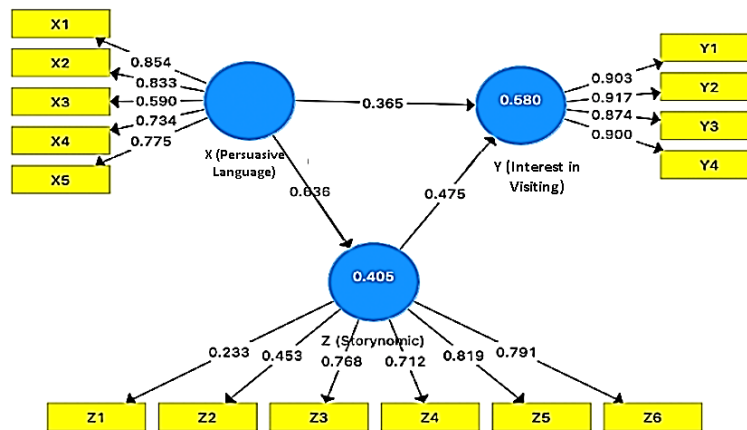 X1
X2
X3
X4
X5
0.854
0.833
0.590
0.734
0.775
X (Persuasive
Language)
0.365
0.636
0.580
Y (Interest in
Visiting)
0.903
0.917
0.874
0.900
Y1
Y2
Y3
Y4
0.475
0.405
Z (Storynomic)
0.233
0.453
0.768
0.712
0.819
0.791
Z1
Z2
Z3
Z4
Z5
Z6